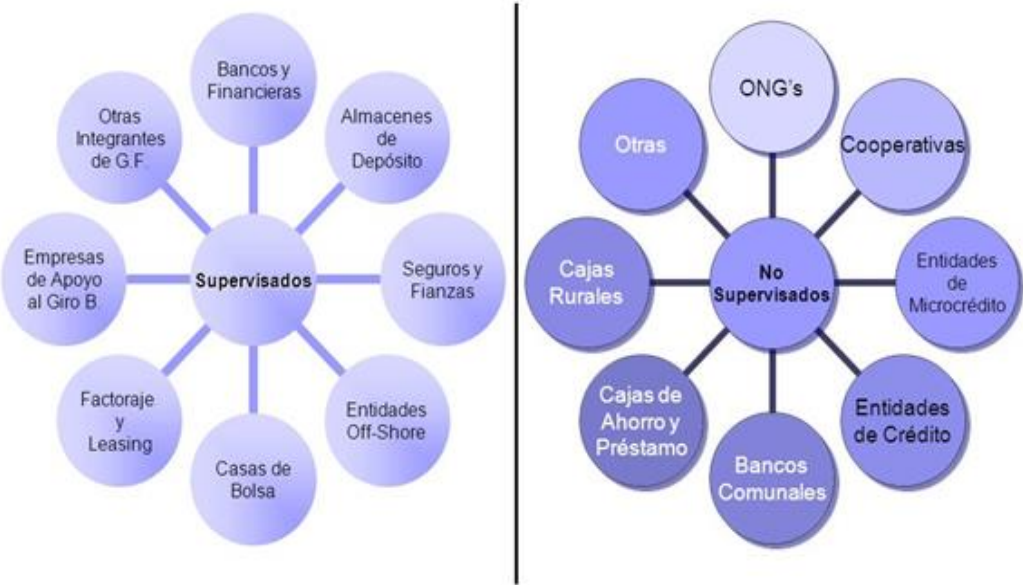 Bancos y
Financieras
Almacenes
de
Depósito
Seguros y
Fianzas
Entidades
Off-Shore
Casas de
Bolsa
Factoraje
y
Leasing
Empresas
de Apoyo
al Giro B.
Otras
Integrantes
de G.F.
Supervisados
ONG's
Cooperativas
Entidades
de
Microcrédito
Entidades
de Crédito
Bancos
Comunales
Cajas de
Ahorro y
Préstamo
Cajas
Rurales
Otras
No
Supervisados